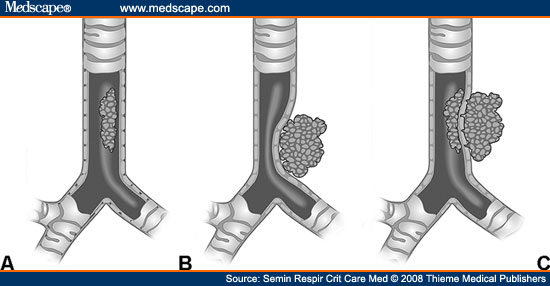 Medscape® www.medscape.com
A B C
Source: Semin Respir Crit Care Med © 2008 Thieme Medical Publishers